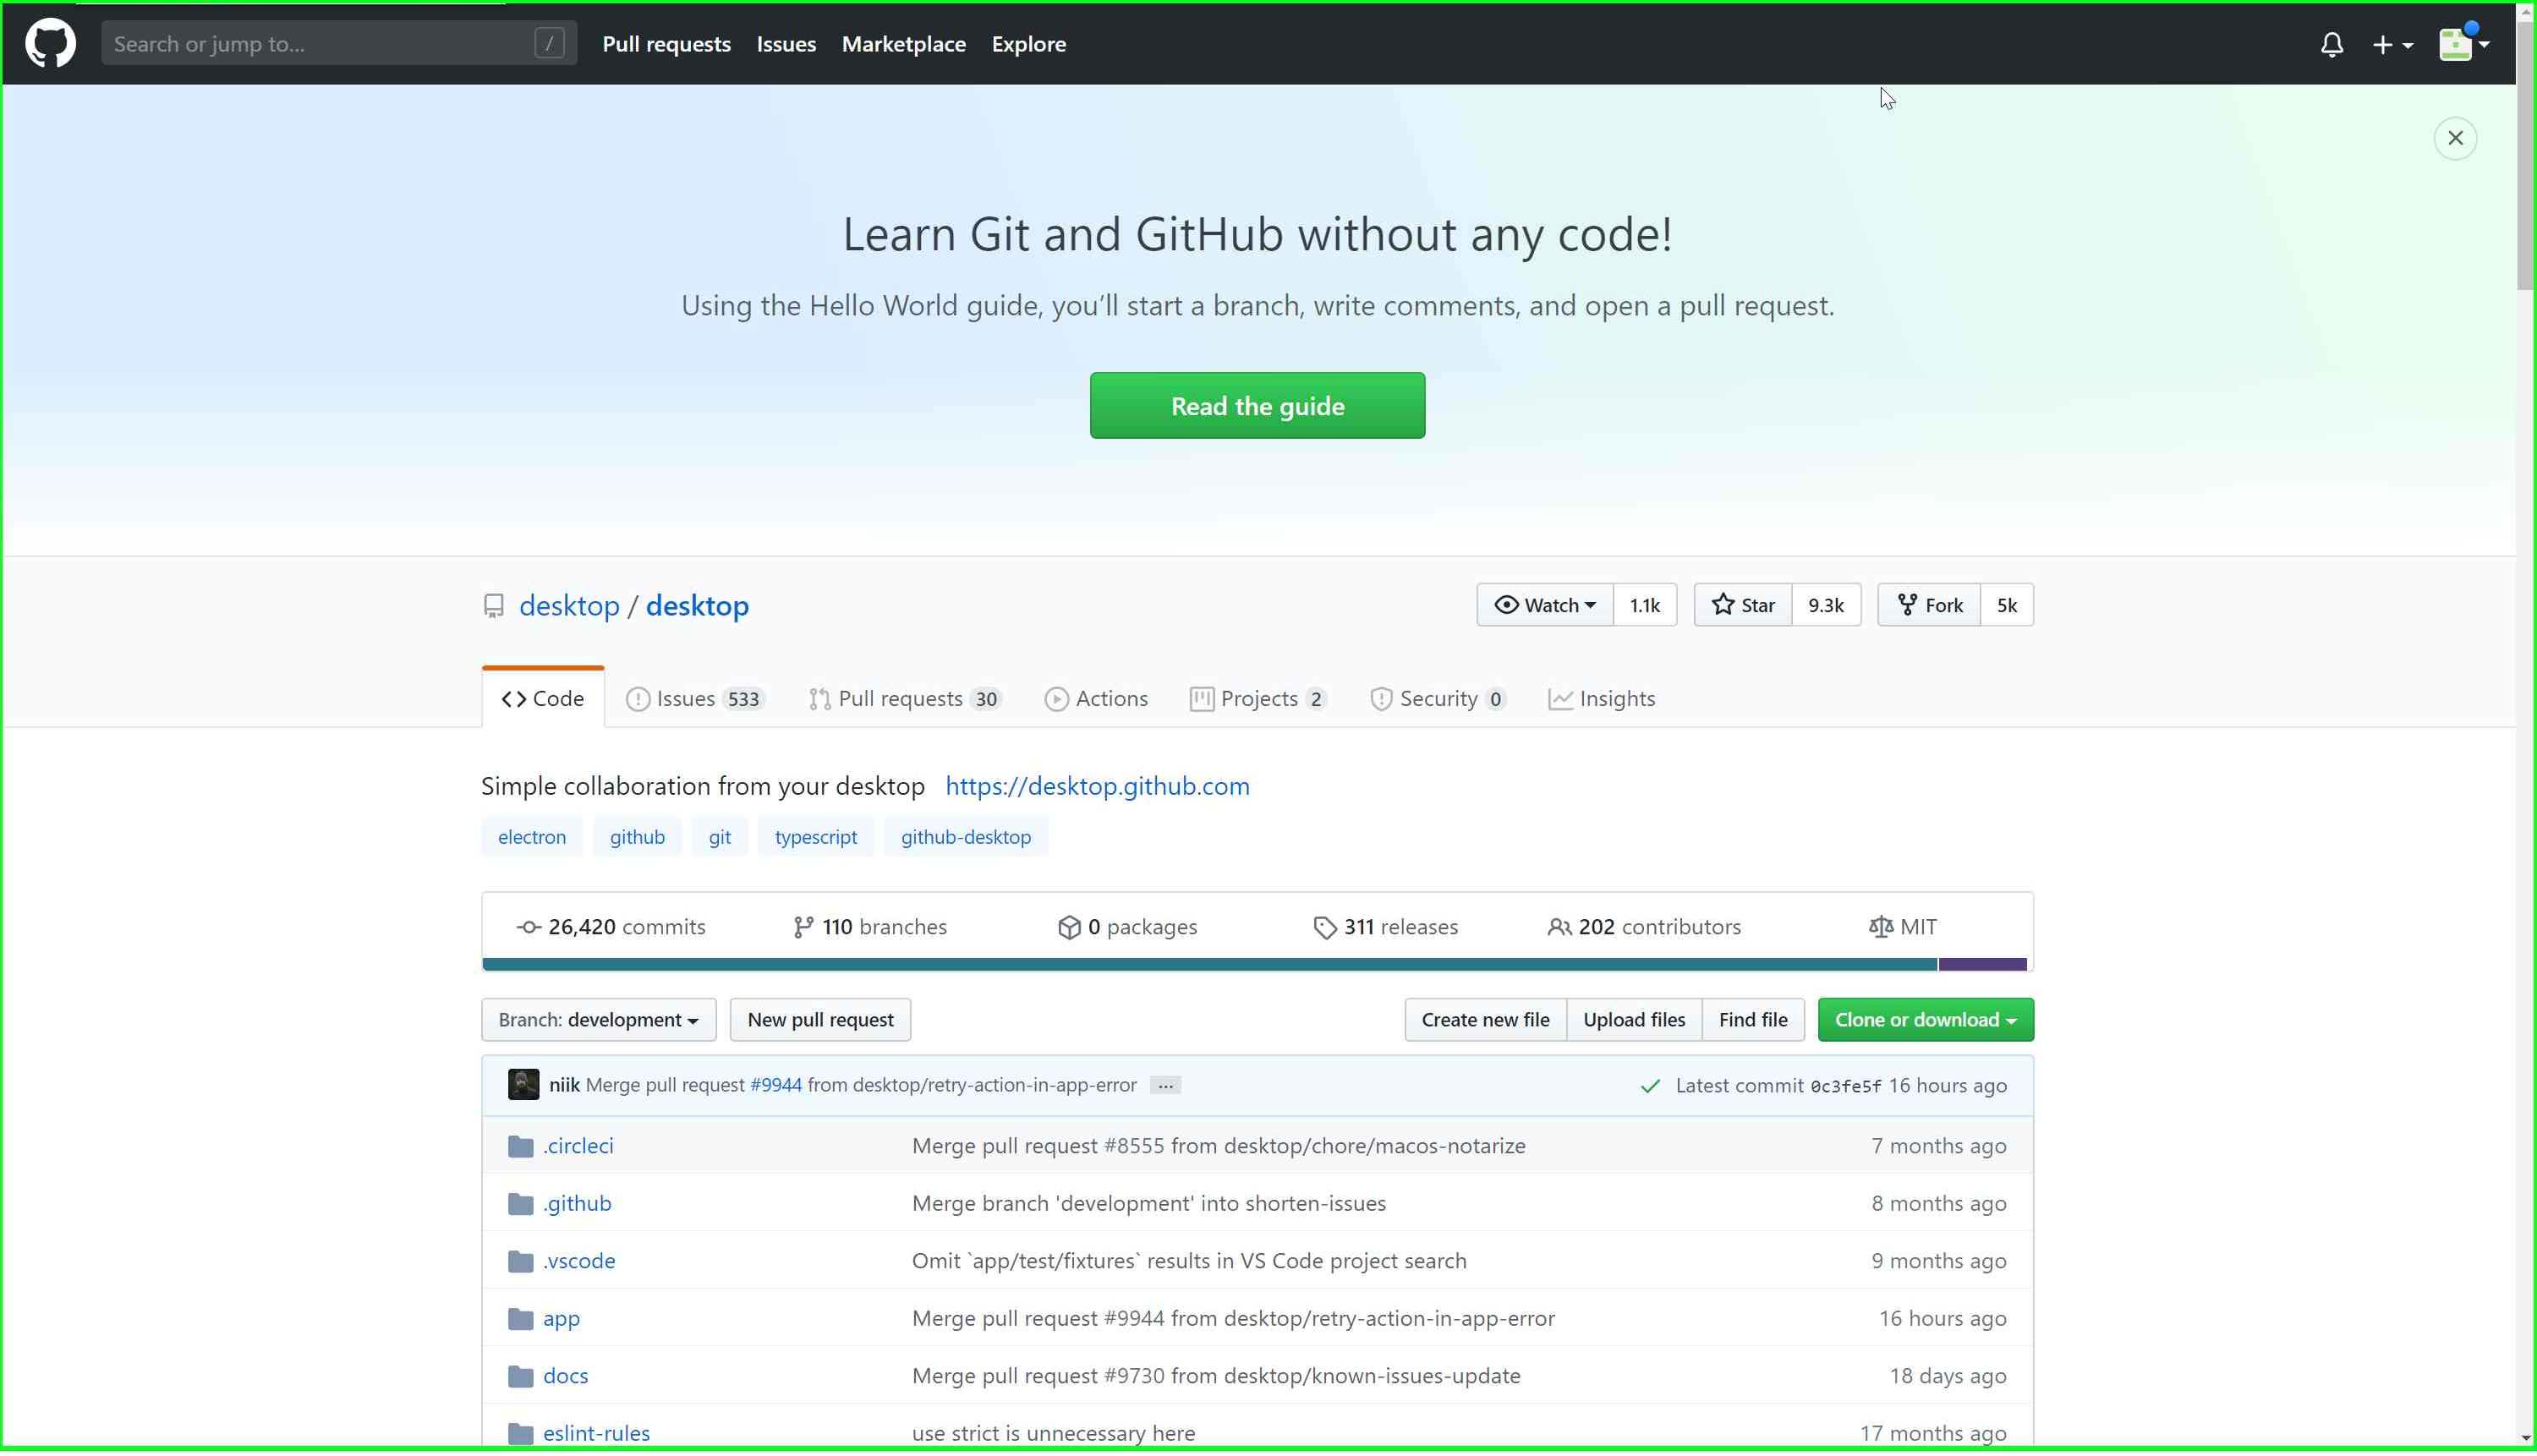 Search or jump to... / Pull requests Issues Marketplace Explore
Learn Git and GitHub without any code!
Using the Hello World guide, you’ll start a branch, write comments, and open a pull request.
Read the guide
desktop / desktop Watch 1.1k Star 9.3k Fork 5k
Code Issues 533 Pull requests 30 Actions Projects 2 Security 0 Insights
Simple collaboration from your desktop https://desktop.github.com
electron github git typescript github-desktop
26,420 commits 110 branches 0 packages 311 releases 202 contributors MIT
Branch: development New pull request Create new file Upload files Find file Clone or download
niik Merge pull request #9944 from desktop/retry-action-in-app-error ... Latest commit 0c3fe5f 16 hours ago
.circleci Merge pull request #8555 from desktop/chore/macos-notarize 7 months ago
.github Merge branch 'development' into shorten-issues 8 months ago
.vscode Omit `app/test/fixtures` results in VS Code project search 9 months ago
app Merge pull request #9944 from desktop/retry-action-in-app-error 16 hours ago
docs Merge pull request #9730 from desktop/known-issues-update 18 days ago
eslint-rules use strict is unnecessary here 17 months ago